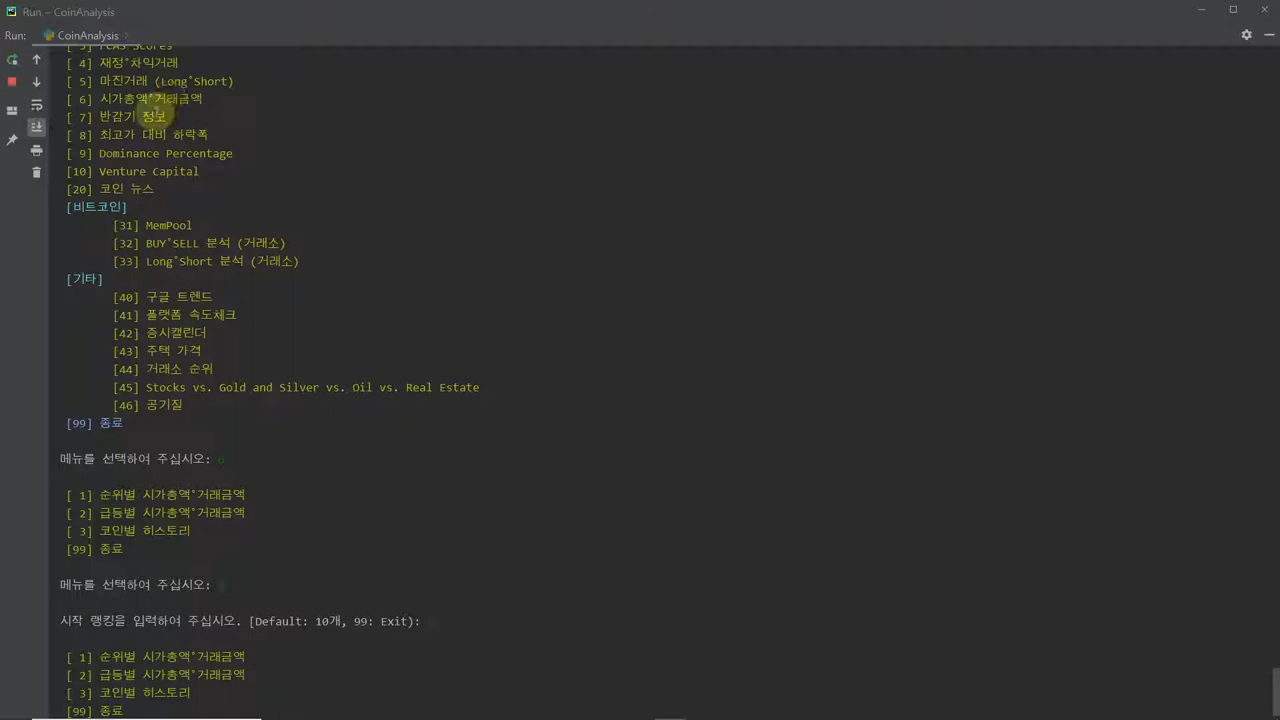 Run – CoinAnalysis
Run: CoinAnalysis
[ 3] FCAS Scores
[ 4] 재정˚차익거래
[ 5] 마진거래 (Long˚Short)
[ 6] 시가총액˚거래금액
[ 7] 반감기 정보
[ 8] 최고가 대비 하락폭
[ 9] Dominance Percentage
[10] Venture Capital
[20] 코인 뉴스
[비트코인]
[31] MemPool
[32] BUY˚SELL 분석 (거래소)
[33] Long˚Short 분석 (거래소)
[기타]
[40] 구글 트렌드
[41] 플랫폼 속도체크
[42] 증시캘린더
[43] 주택 가격
[44] 거래소 순위
[45] Stocks vs. Gold and Silver vs. Oil vs. Real Estate
[46] 공기질
[99] 종료
메뉴를 선택하여 주십시오: 6
[ 1] 순위별 시가총액˚거래금액
[ 2] 급등별 시가총액˚거래금액
[ 3] 코인별 히스토리
[99] 종료
메뉴를 선택하여 주십시오:
시작 랭킹을 입력하여 주십시오. [Default: 10개, 99: Exit):
[ 1] 순위별 시가총액˚거래금액
[ 2] 급등별 시가총액˚거래금액
[ 3] 코인별 히스토리
[99] 종료